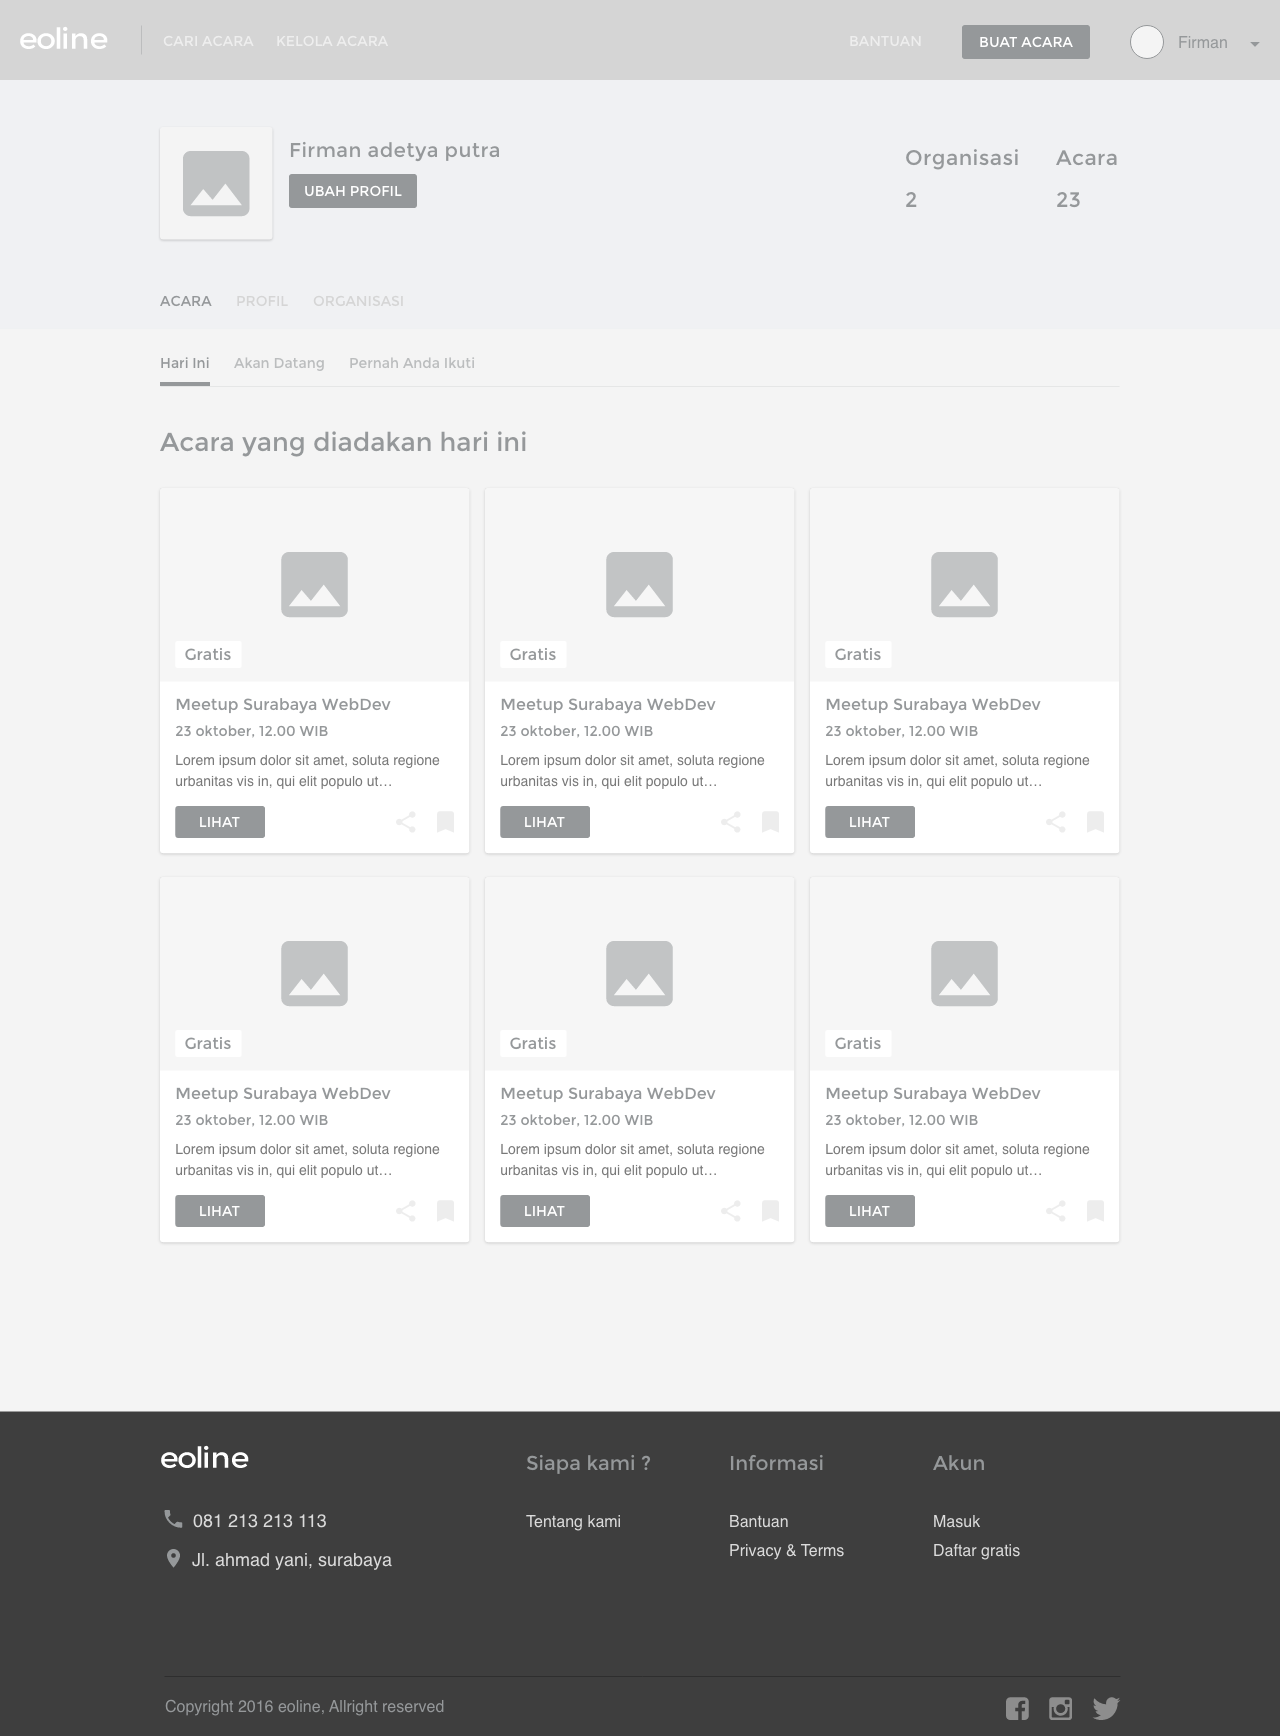 eoline
CARI ACARA KELOLA ACARA BANTUAN BUAT ACARA Firman
Firman adetya putra
UBAH PROFIL
Organisasi Acara
2 23
ACARA PROFIL ORGANISASI
Hari Ini Akan Datang Pernah Anda Ikuti
Acara yang diadakan hari ini
Gratis
Meetup Surabaya WebDev
23 oktober, 12.00 WIB
Lorem ipsum dolor sit amet, soluta regione
urbanitas vis in, qui elit populo ut...
LIHAT
Gratis
Meetup Surabaya WebDev
23 oktober, 12.00 WIB
Lorem ipsum dolor sit amet, soluta regione
urbanitas vis in, qui elit populo ut...
LIHAT
Gratis
Meetup Surabaya WebDev
23 oktober, 12.00 WIB
Lorem ipsum dolor sit amet, soluta regione
urbanitas vis in, qui elit populo ut...
LIHAT
Gratis
Meetup Surabaya WebDev
23 oktober, 12.00 WIB
Lorem ipsum dolor sit amet, soluta regione
urbanitas vis in, qui elit populo ut...
LIHAT
Gratis
Meetup Surabaya WebDev
23 oktober, 12.00 WIB
Lorem ipsum dolor sit amet, soluta regione
urbanitas vis in, qui elit populo ut...
LIHAT
Gratis
Meetup Surabaya WebDev
23 oktober, 12.00 WIB
Lorem ipsum dolor sit amet, soluta regione
urbanitas vis in, qui elit populo ut...
LIHAT
eoline
081 213 213 113
Jl. ahmad yani, surabaya
Siapa kami ?
Tentang kami
Informasi
Bantuan
Privacy & Terms
Akun
Masuk
Daftar gratis
Copyright 2016 eoline, Allright reserved